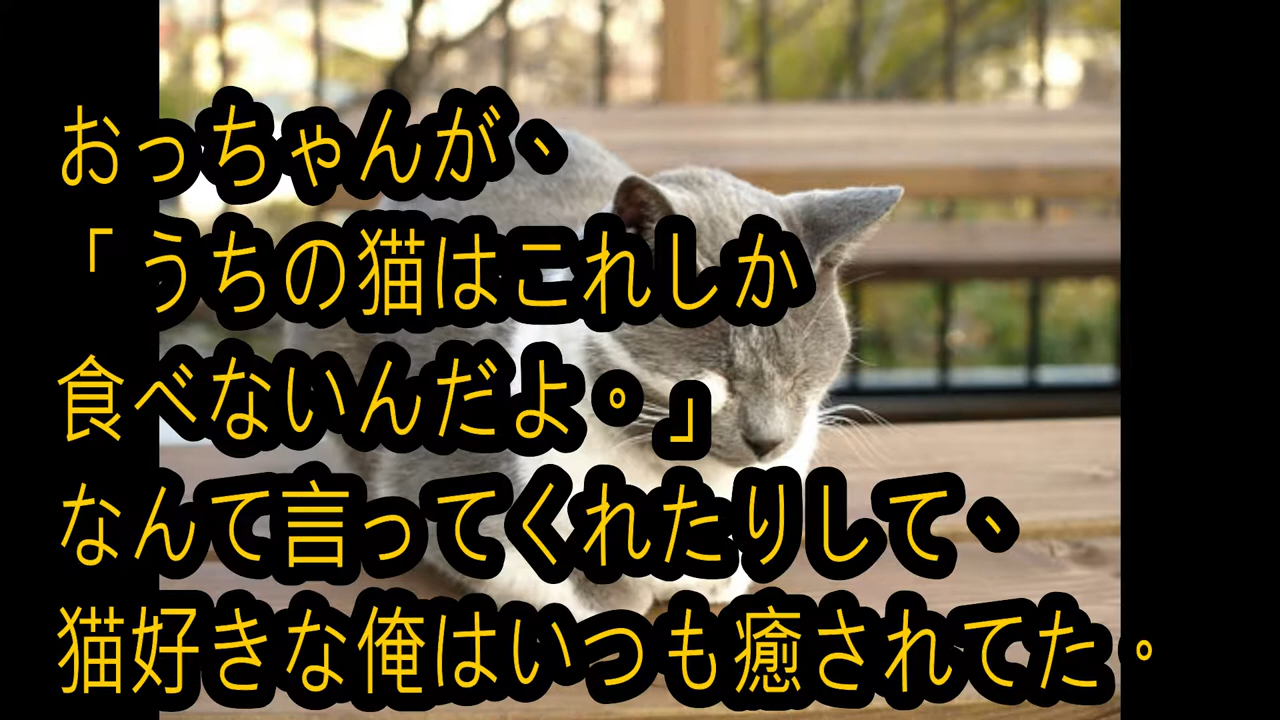 おっちゃんが、
「うちの猫はこれしか
食べないんだよ。」
なんて言ってくれたりして、
猫好きな俺はいつも癒されてた。